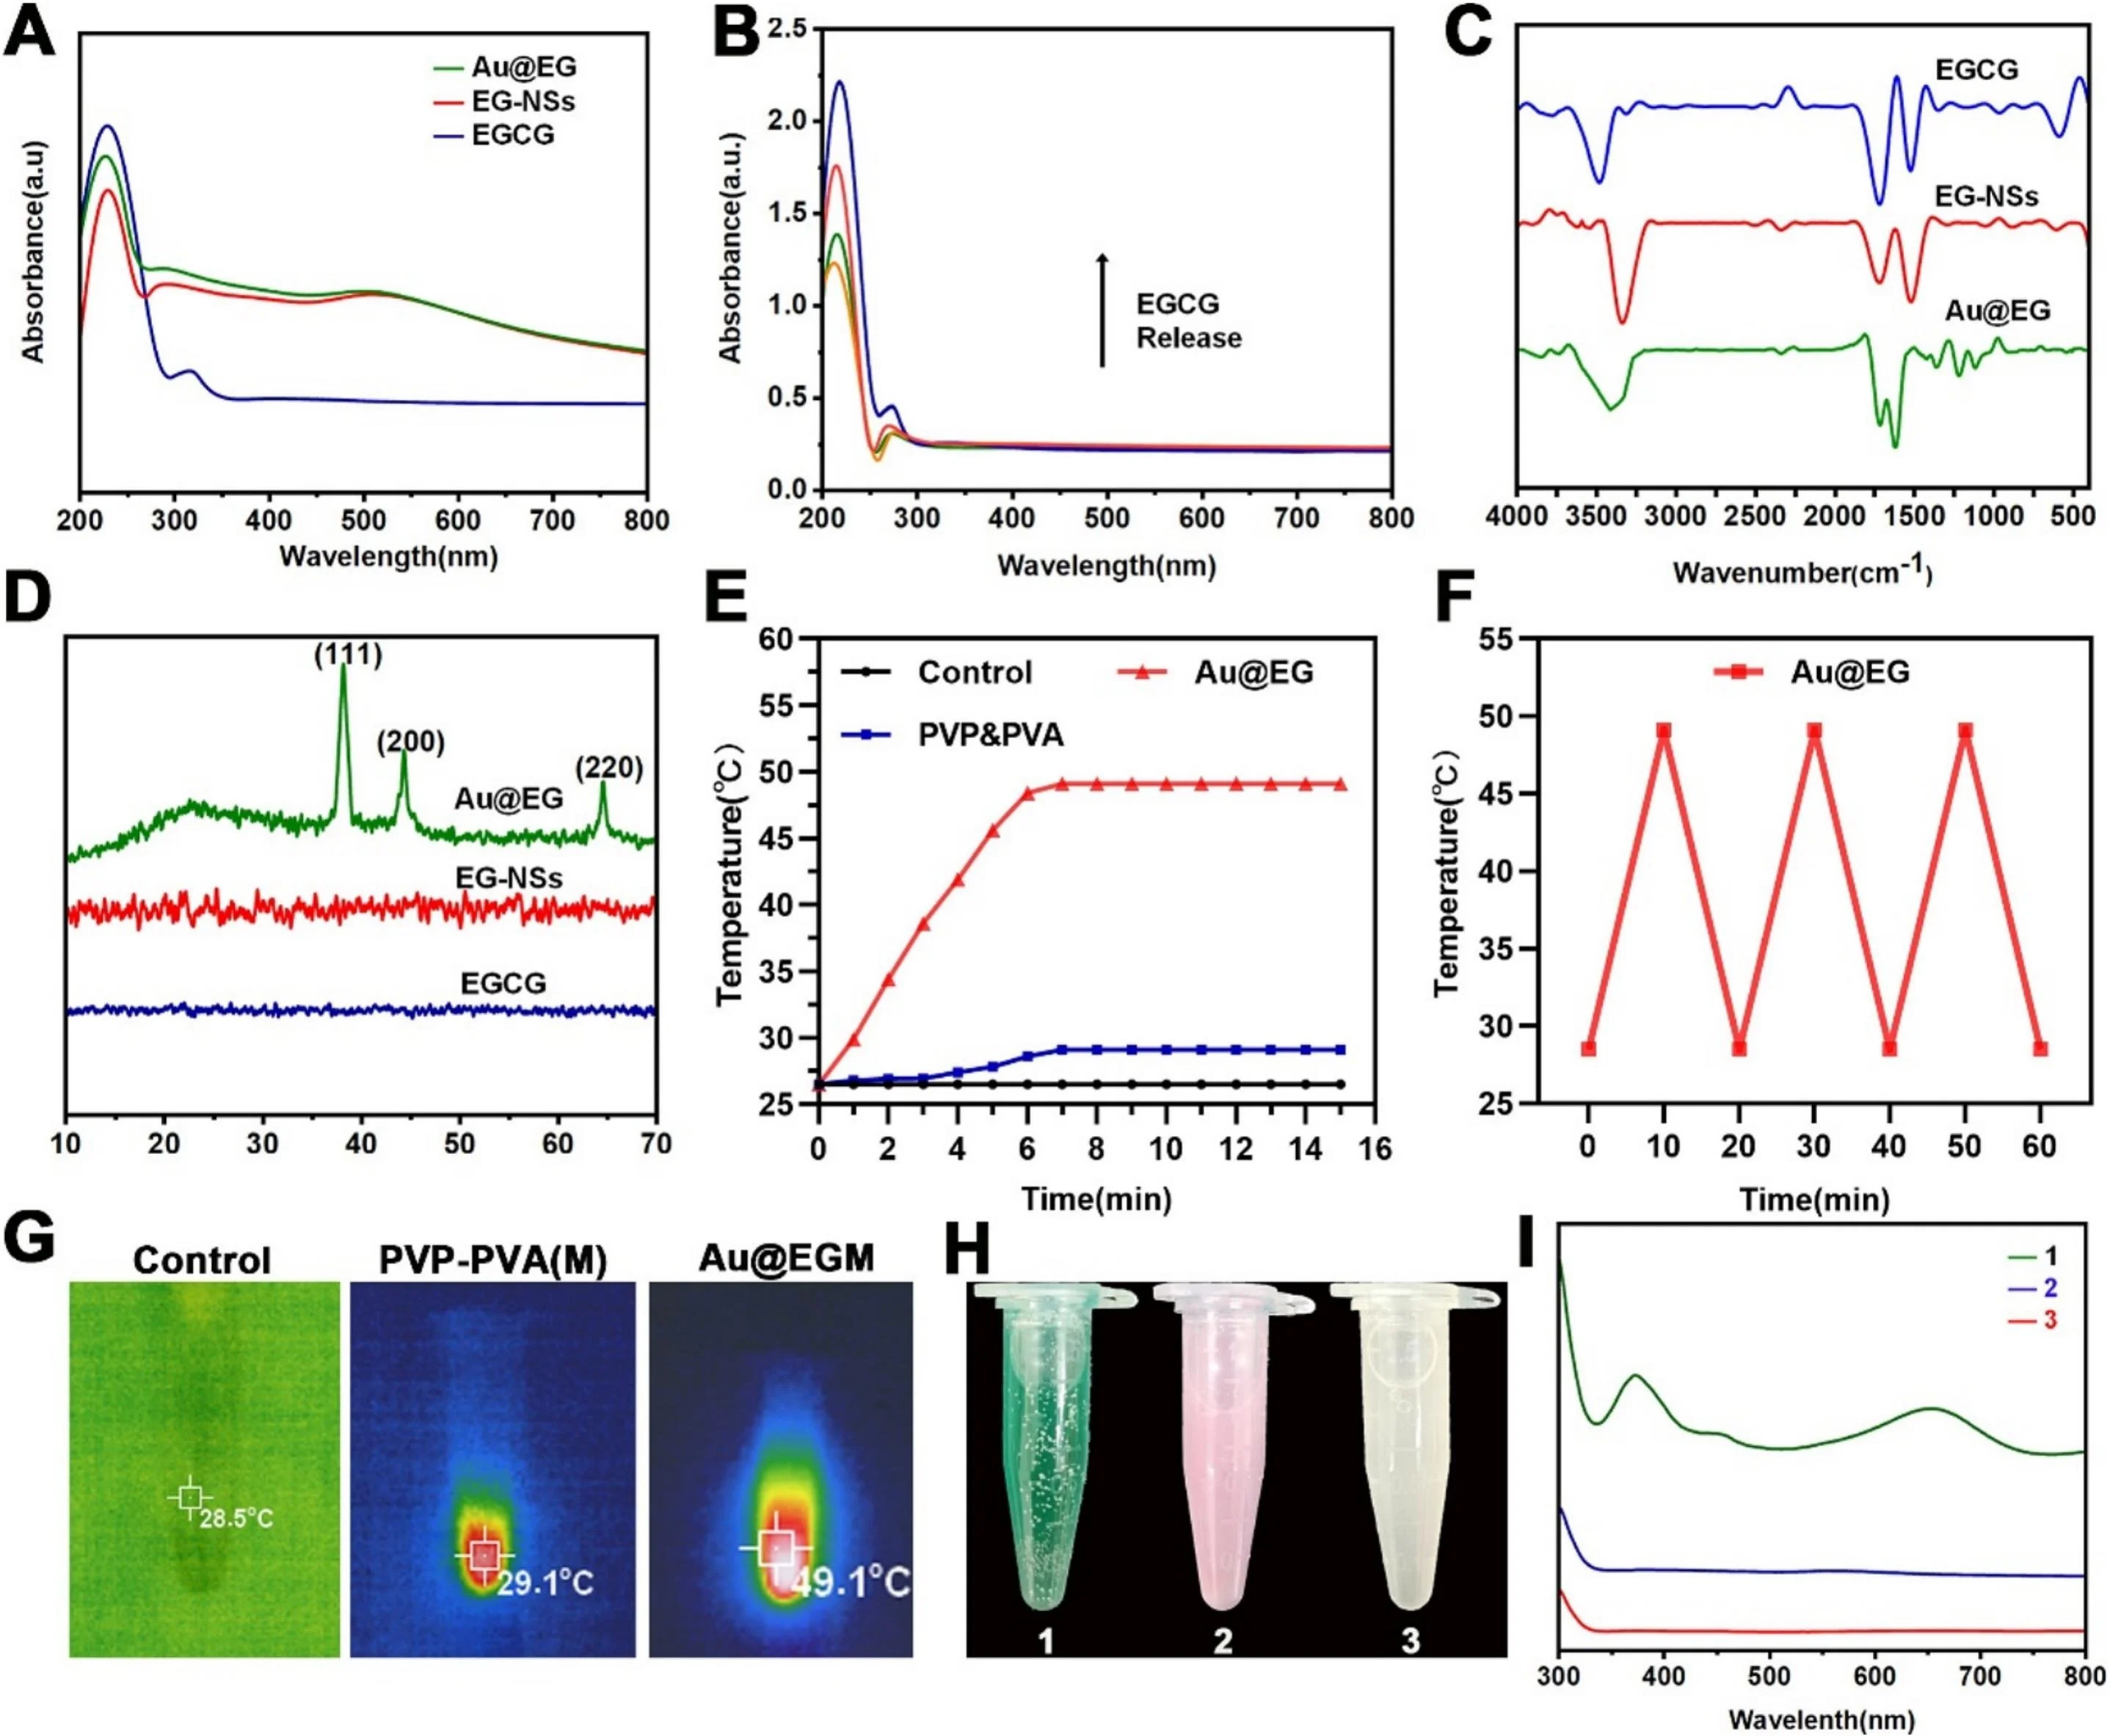 A
Au@EG
EG-NSs
EGCG
Absorbance(a.u)
200 300 400 500 600 700 800
Wavelength(nm)
B
2.5
2.0
1.5
1.0
0.5
0.0
Absorbance(a.u.)
EGCG
Release
200 300 400 500 600 700 800
Wavelength(nm)
C
EGCG
EG-NSs
Au@EG
4000 3500 3000 2500 2000 1500 1000 500
Wavenumber(cm-1)
D
(111)
(200)
(220)
Au@EG
EG-NSs
EGCG
10 20 30 40 50 60 70
E
60
55
50
45
40
35
30
25
Temperature(℃)
Control
Au@EG
PVP&PVA
0 2 4 6 8 10 12 14 16
Time(min)
F
55
50
45
40
35
30
25
Temperature(℃)
Au@EG
0 10 20 30 40 50 60
Time(min)
G
Control
PVP-PVA(M)
Au@EGM
28.5°C
29.1°C
49.1°C
H
1 2 3
I
1
2
3
300 400 500 600 700 800
Wavelenth(nm)